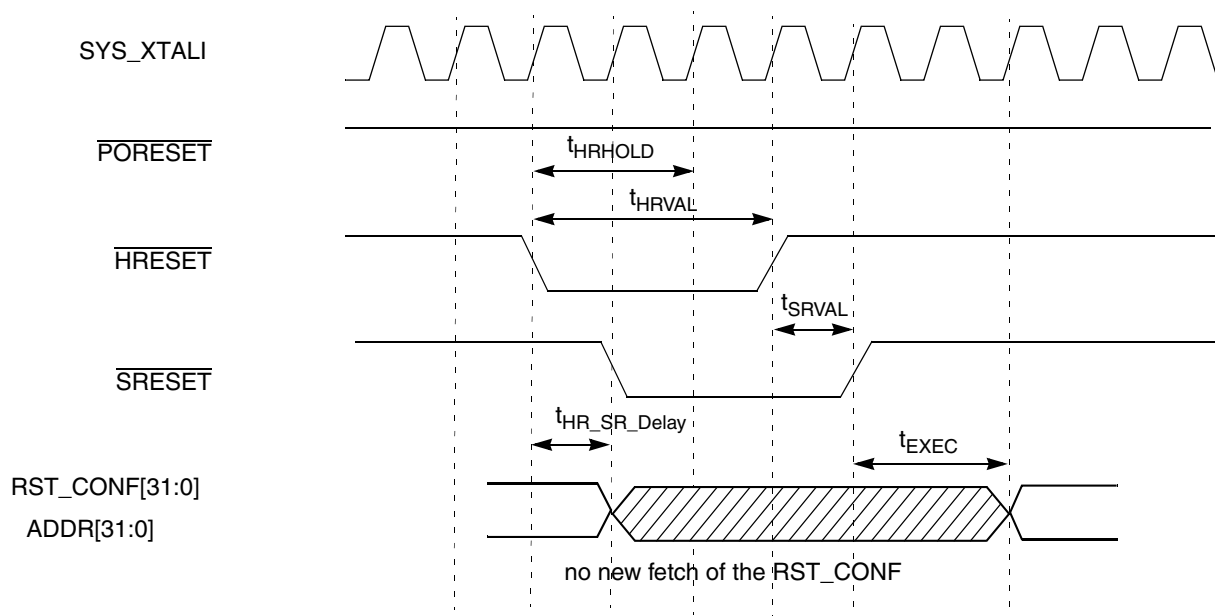 SYS_XTALI
PORESET
tHRHOLD
tHRVAL
HRESET
tSRVAL
SRESET
tHR_SR_Delay
tEXEC
RST_CONF[31:0]
ADDR[31:0]
no new fetch of the RST_CONF